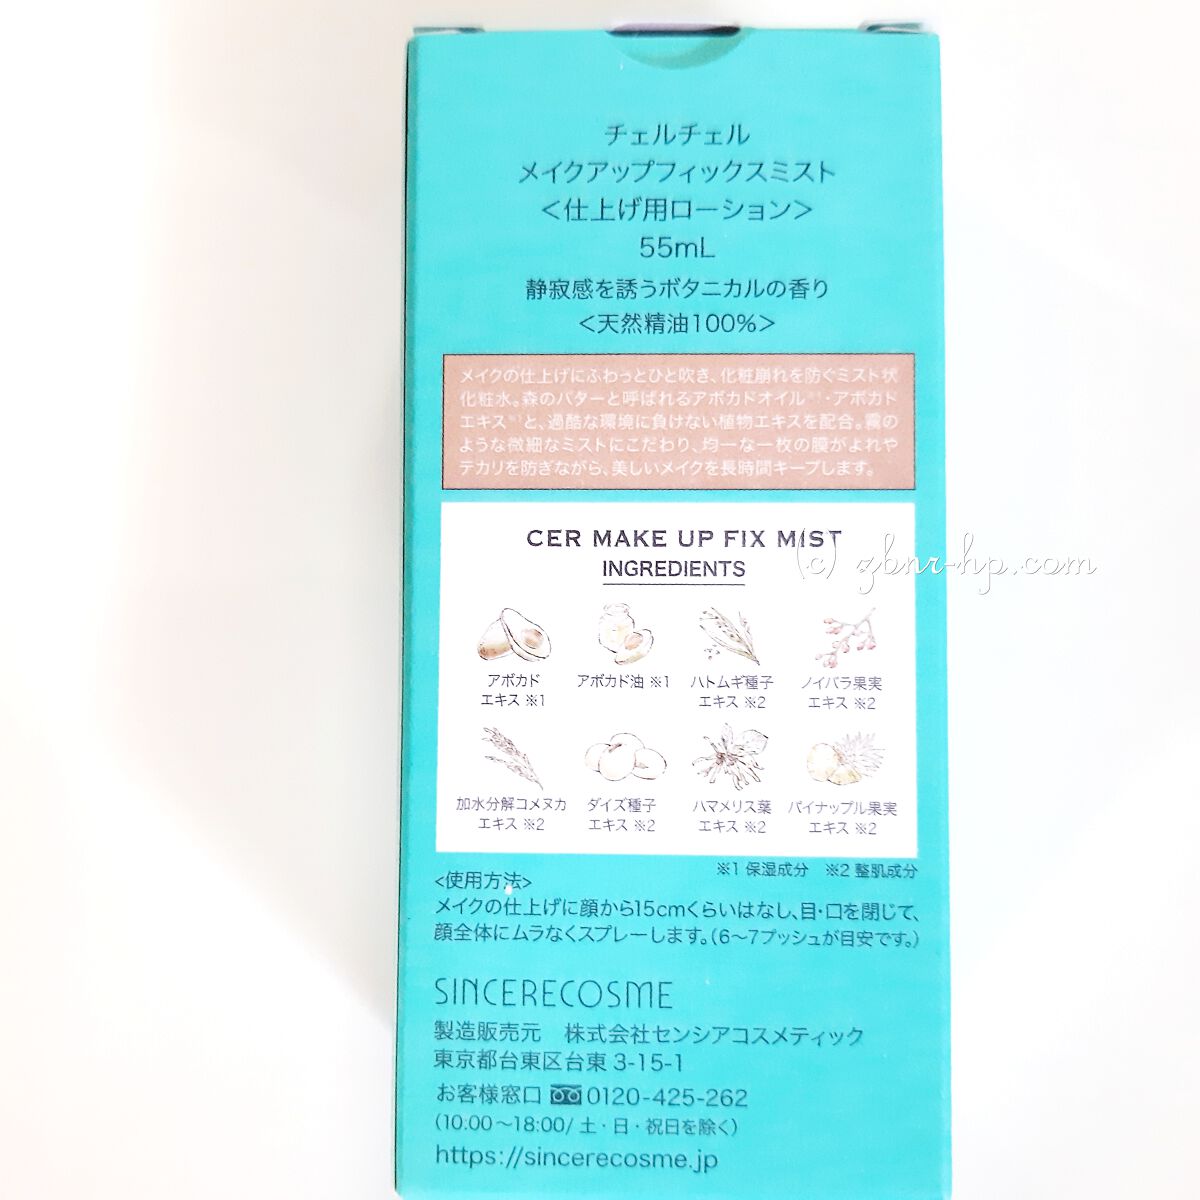 チェルチェル
メイクアップフィックスミスト
＜仕上げ用ローション＞
55mL
静寂感を誘うボタニカルの香り
＜天然精油100%＞
メイクの仕上げにふわっとひと吹き、化粧崩れを防ぐミスト状
化粧水。森のバターと呼ばれるアボカドオイル※1・アボカド
エキス※1と、過酷な環境に負けない植物エキスを配合。霧の
ような微細なミストにこだわり、均一な一枚の膜がよれや
テカリを防ぎながら、美しいメイクを長時間キープします。
CER MAKE UP FIX MIST
INGREDIENTS
(c) zbnr-hp.com
アボカド
エキス ※1
アボカド油 ※1
ハトムギ種子
エキス ※2
ノイバラ果実
エキス ※2
加水分解コメヌカ
エキス ※2
ダイズ種子
エキス ※2
ハマメリス葉
エキス ※2
パイナップル果実
エキス ※2
※1 保湿成分　※2 整肌成分
<使用方法>
メイクの仕上げに顔から15cmくらいはなし、目・口を閉じて、
顔全体にムラなくスプレーします。（6～7プッシュが目安です。）
SINCERECOSME
製造販売元　株式会社センシアコスメティック
東京都台東区台東 3-15-1
お客様窓口 0120-425-262
（10:00～18:00/ 土・日・祝日を除く）
https://sincerecosme.jp